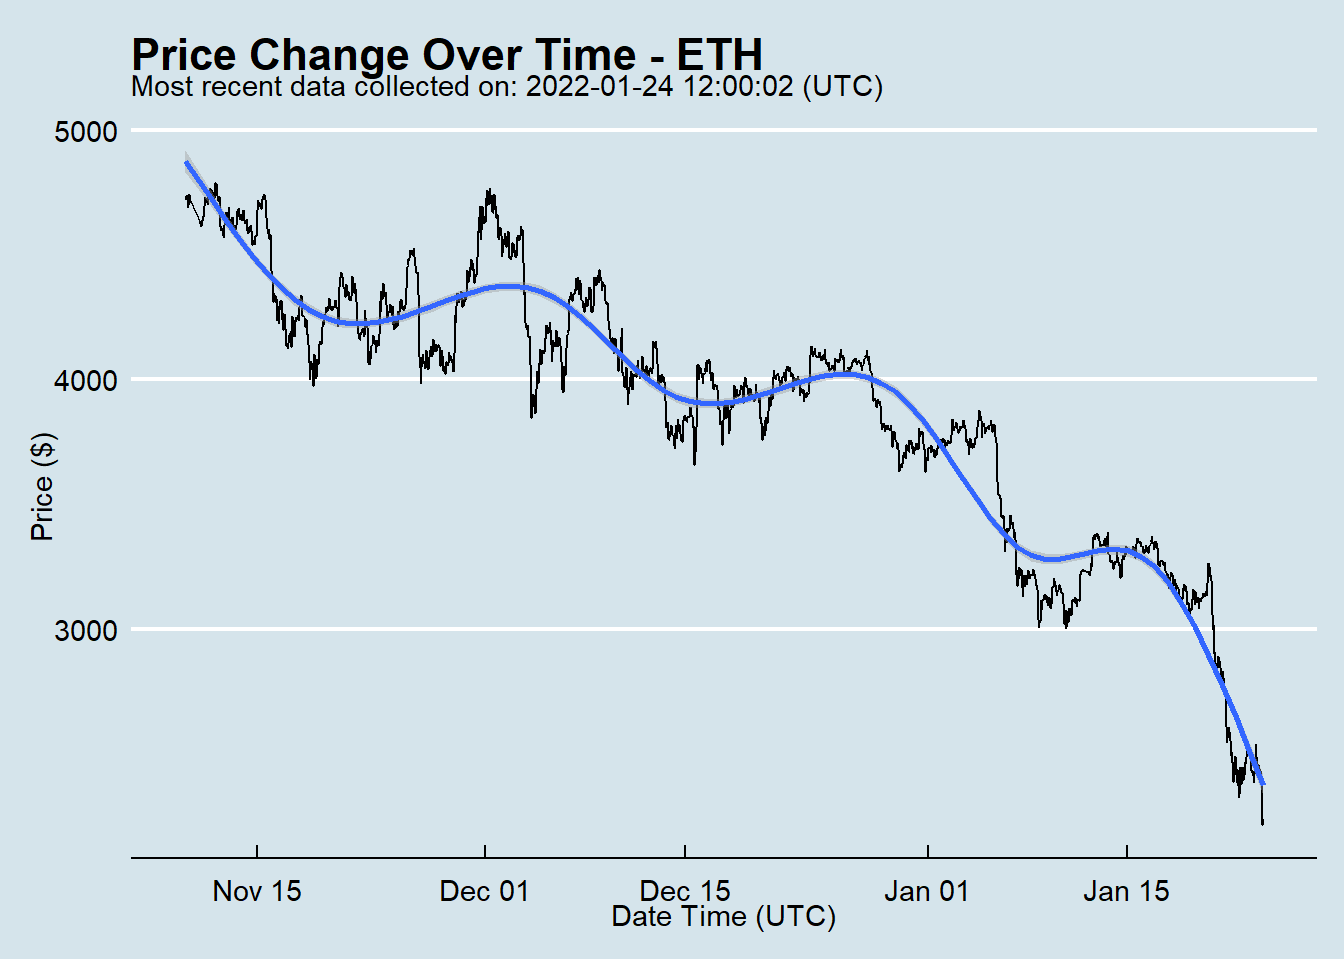 Price Change Over Time - ETH
Most recent data collected on: 2022-01-24 12:00:02 (UTC)
5000
4000
3000
Price ($)
Nov 15
Dec 01
Dec 15
Jan 01
Jan 15
Date Time (UTC)